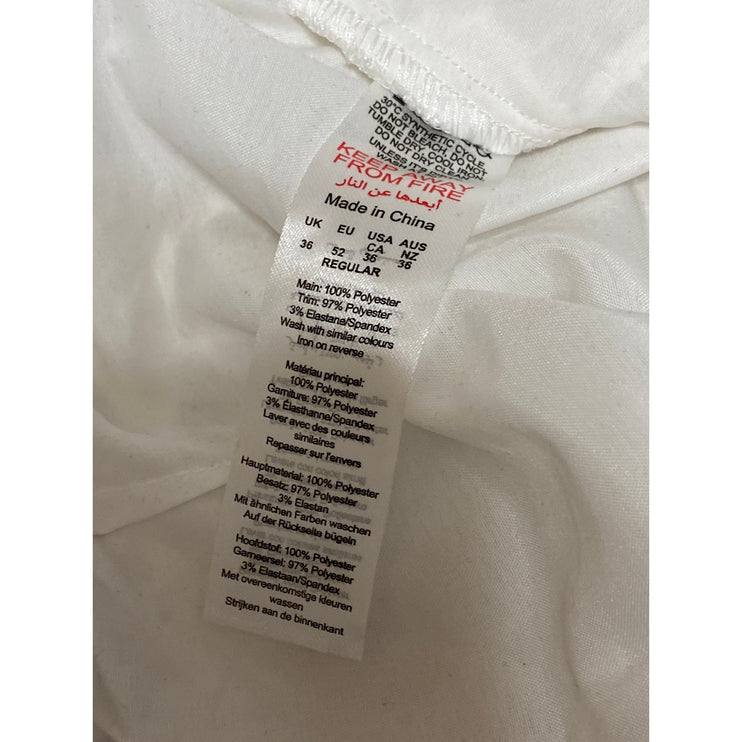 30°C SYNTHETIC CYCLE
DO NOT BLEACH, DO NOT
TUMBLE DRY, COOL IRON
DO NOT DRY CLEAN
UNLESS IT'S
WASH
KEEP AWAY
FROM FIRE
أبعدها عن النار
Made in China
UK EU USA AUS
CA NZ
36 52 36 36
REGULAR
Main: 100% Polyester
Trim: 97% Polyester
3% Elastane/Spandex
Wash with similar colours
Iron on reverse
Matériau principal:
100% Polyester
Garniture: 97% Polyester
3% Élasthanne/Spandex
Laver avec des couleurs
similaires
Repasser sur l'envers
Hauptmaterial: 100% Polyester
Besatz: 97% Polyester
3% Elastan
Mit ähnlichen Farben waschen
Auf der Rückseite bügeln
Hoofdstof: 100% Polyester
Garneersel: 97% Polyester
3% Elastaan/Spandex
Met overeenkomstige kleuren
wassen
Strijken aan de binnenkant